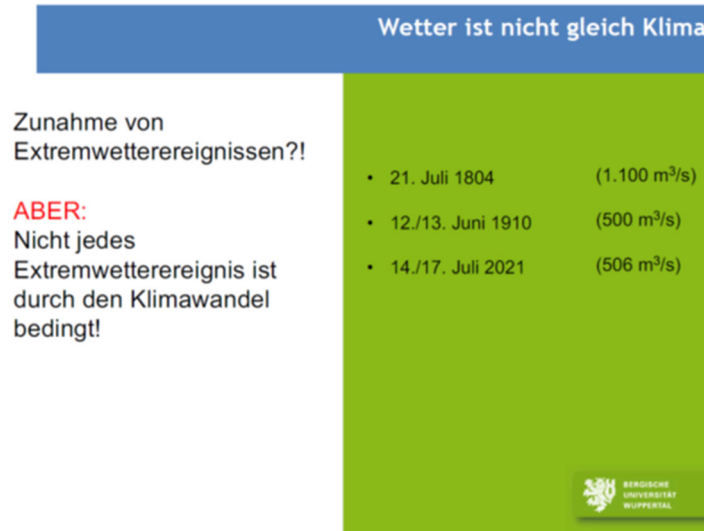 Wetter ist nicht gleich Klima
Zunahme von
Extremwetterereignissen?!
ABER:
Nicht jedes
Extremwetterereignis ist
durch den Klimawandel
bedingt!
• 21. Juli 1804 (1.100 m³/s)
• 12./13. Juni 1910 (500 m³/s)
• 14./17. Juli 2021 (506 m³/s)
BERGISCHE
UNIVERSITÄT
WUPPERTAL